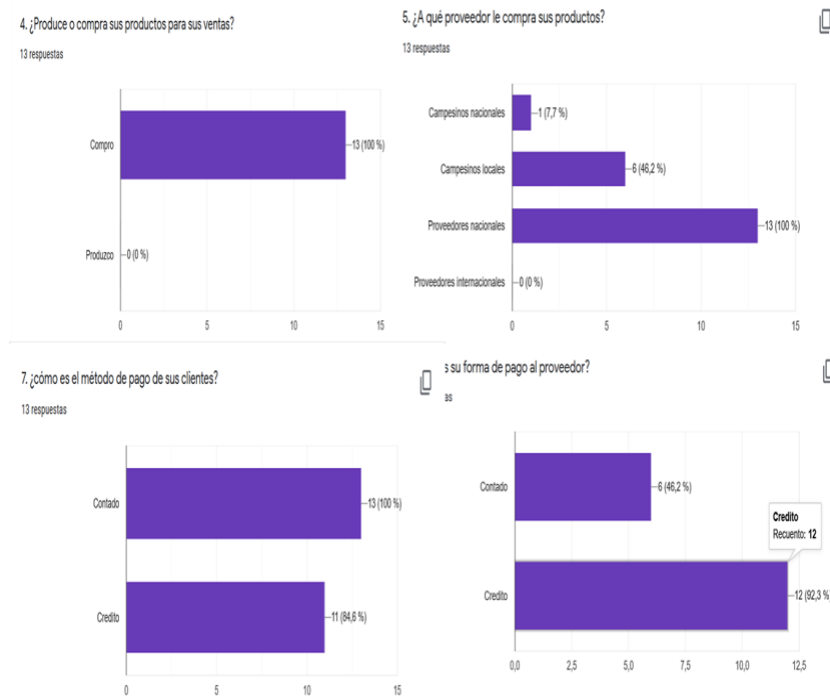 4. ¿Produce o compra sus productos para sus ventas?
13 respuestas
Compro
13 (100 %)
Produzco
0 (0 %)
0 5 10 15
5. ¿A qué proveedor le compra sus productos?
13 respuestas
Campesinos nacionales
1 (7,7 %)
Campesinos locales
6 (46,2 %)
Proveedores nacionales
13 (100 %)
Proveedores internacionales
0 (0 %)
0 5 10 15
7. ¿cómo es el método de pago de sus clientes?
13 respuestas
Contado
13 (100 %)
Credito
11 (84,6 %)
0 5 10 15
s su forma de pago al proveedor?
as
Contado
6 (46,2 %)
Credito
Recuento: 12
Credito
12 (92,3 %
0,0 2,5 5,0 7,5 10,0 12,5